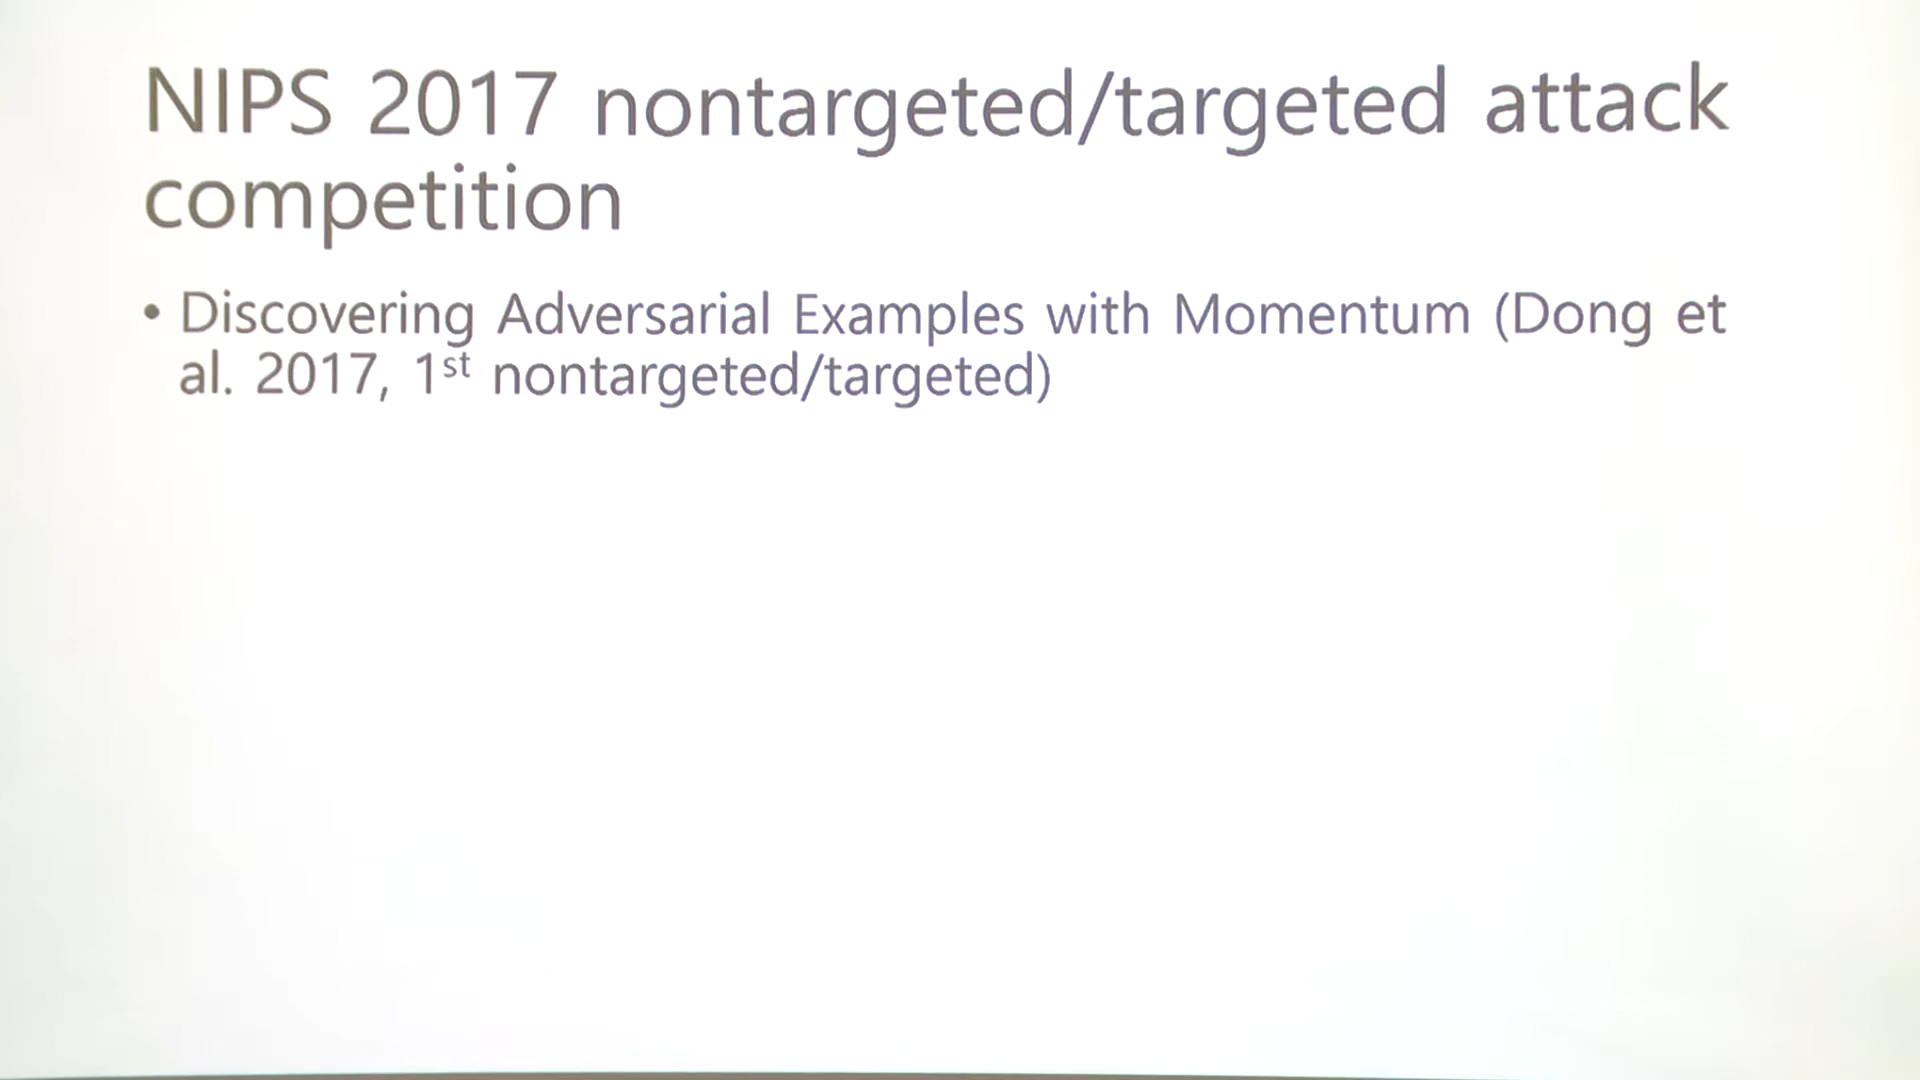 NIPS 2017 nontargeted/targeted attack
competition
• Discovering Adversarial Examples with Momentum (Dong et
al. 2017, 1st nontargeted/targeted)